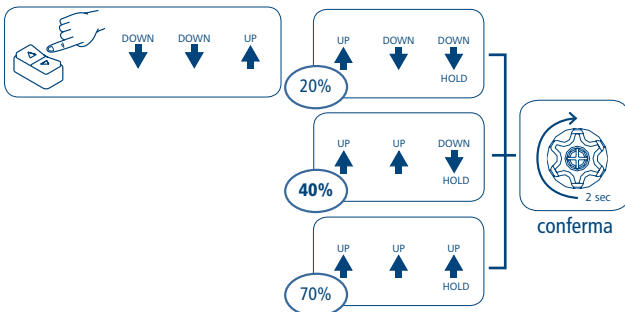 DOWN DOWN UP
UP DOWN DOWN
HOLD
20%
UP UP DOWN
HOLD
40%
UP UP UP
HOLD
70%
2 sec
conferma